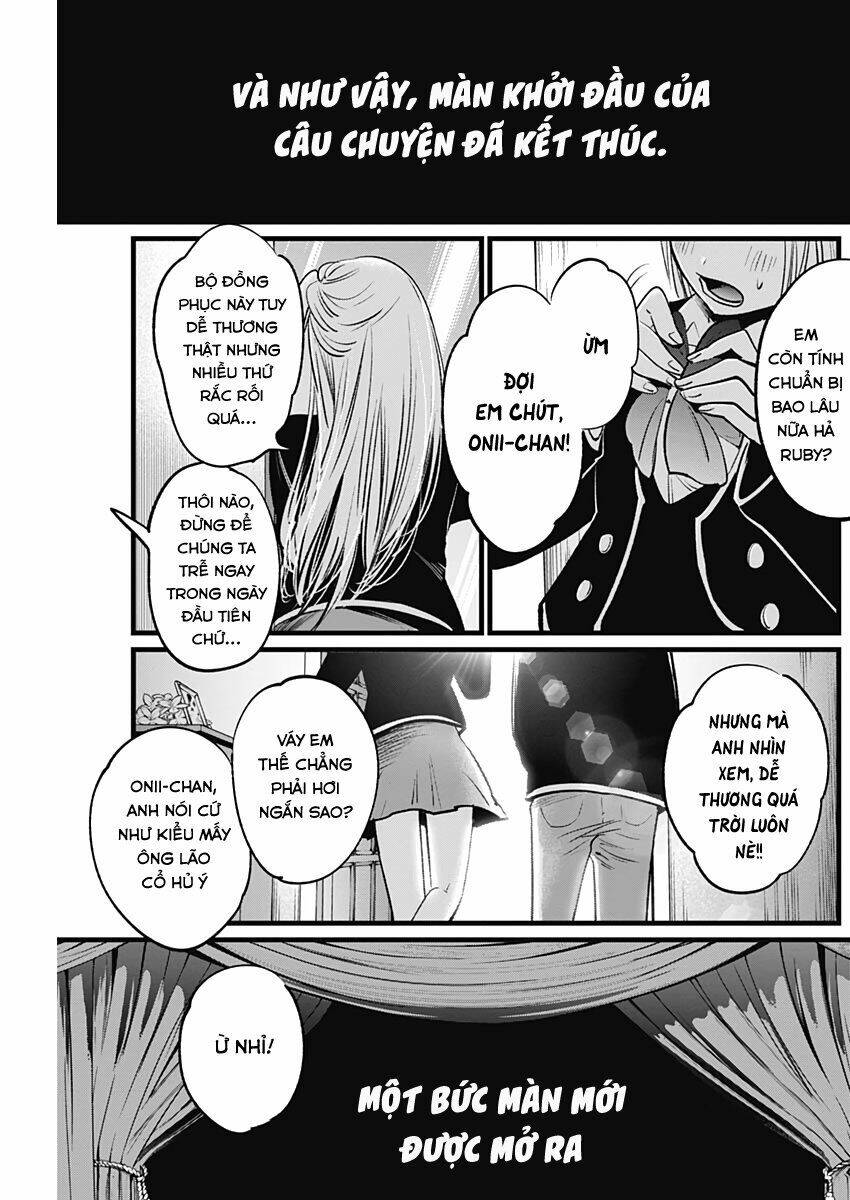 VÀ NHƯ VẬY, MÀN KHỞI ĐẦU CỦA
CÂU CHUYỆN ĐÃ KẾT THÚC.
EM
CÒN TÍNH
CHUẨN BỊ
BAO LÂU
NỮA HẢ
RUBY?
ỪM
ĐỢI
EM CHÚT,
ONII-CHAN!
BỘ ĐỒNG
PHỤC NÀY TUY
DỄ THƯƠNG
THẬT NHƯNG
NHIỀU THỨ
RẮC RỐI
QUÁ...
THÔI NÀO,
ĐỪNG ĐỂ
CHÚNG TA
TRỄ NGAY
TRONG NGÀY
ĐẦU TIÊN
CHỨ...
NHƯNG MÀ
ANH NHÌN
XEM, DỄ
THƯƠNG QUÁ
TRỜI LUÔN
NÈ!!
VÁY EM
THẾ CHẲNG
PHẢI HƠI
NGẮN SAO?
ONII-CHAN,
ANH NÓI CỨ
NHƯ KIỂU MẤY
ÔNG LÃO
CỔ HỦ Ý
Ữ NHỈ!
MỘT BỨC MÀN MỚI
ĐƯỢC MỞ RA